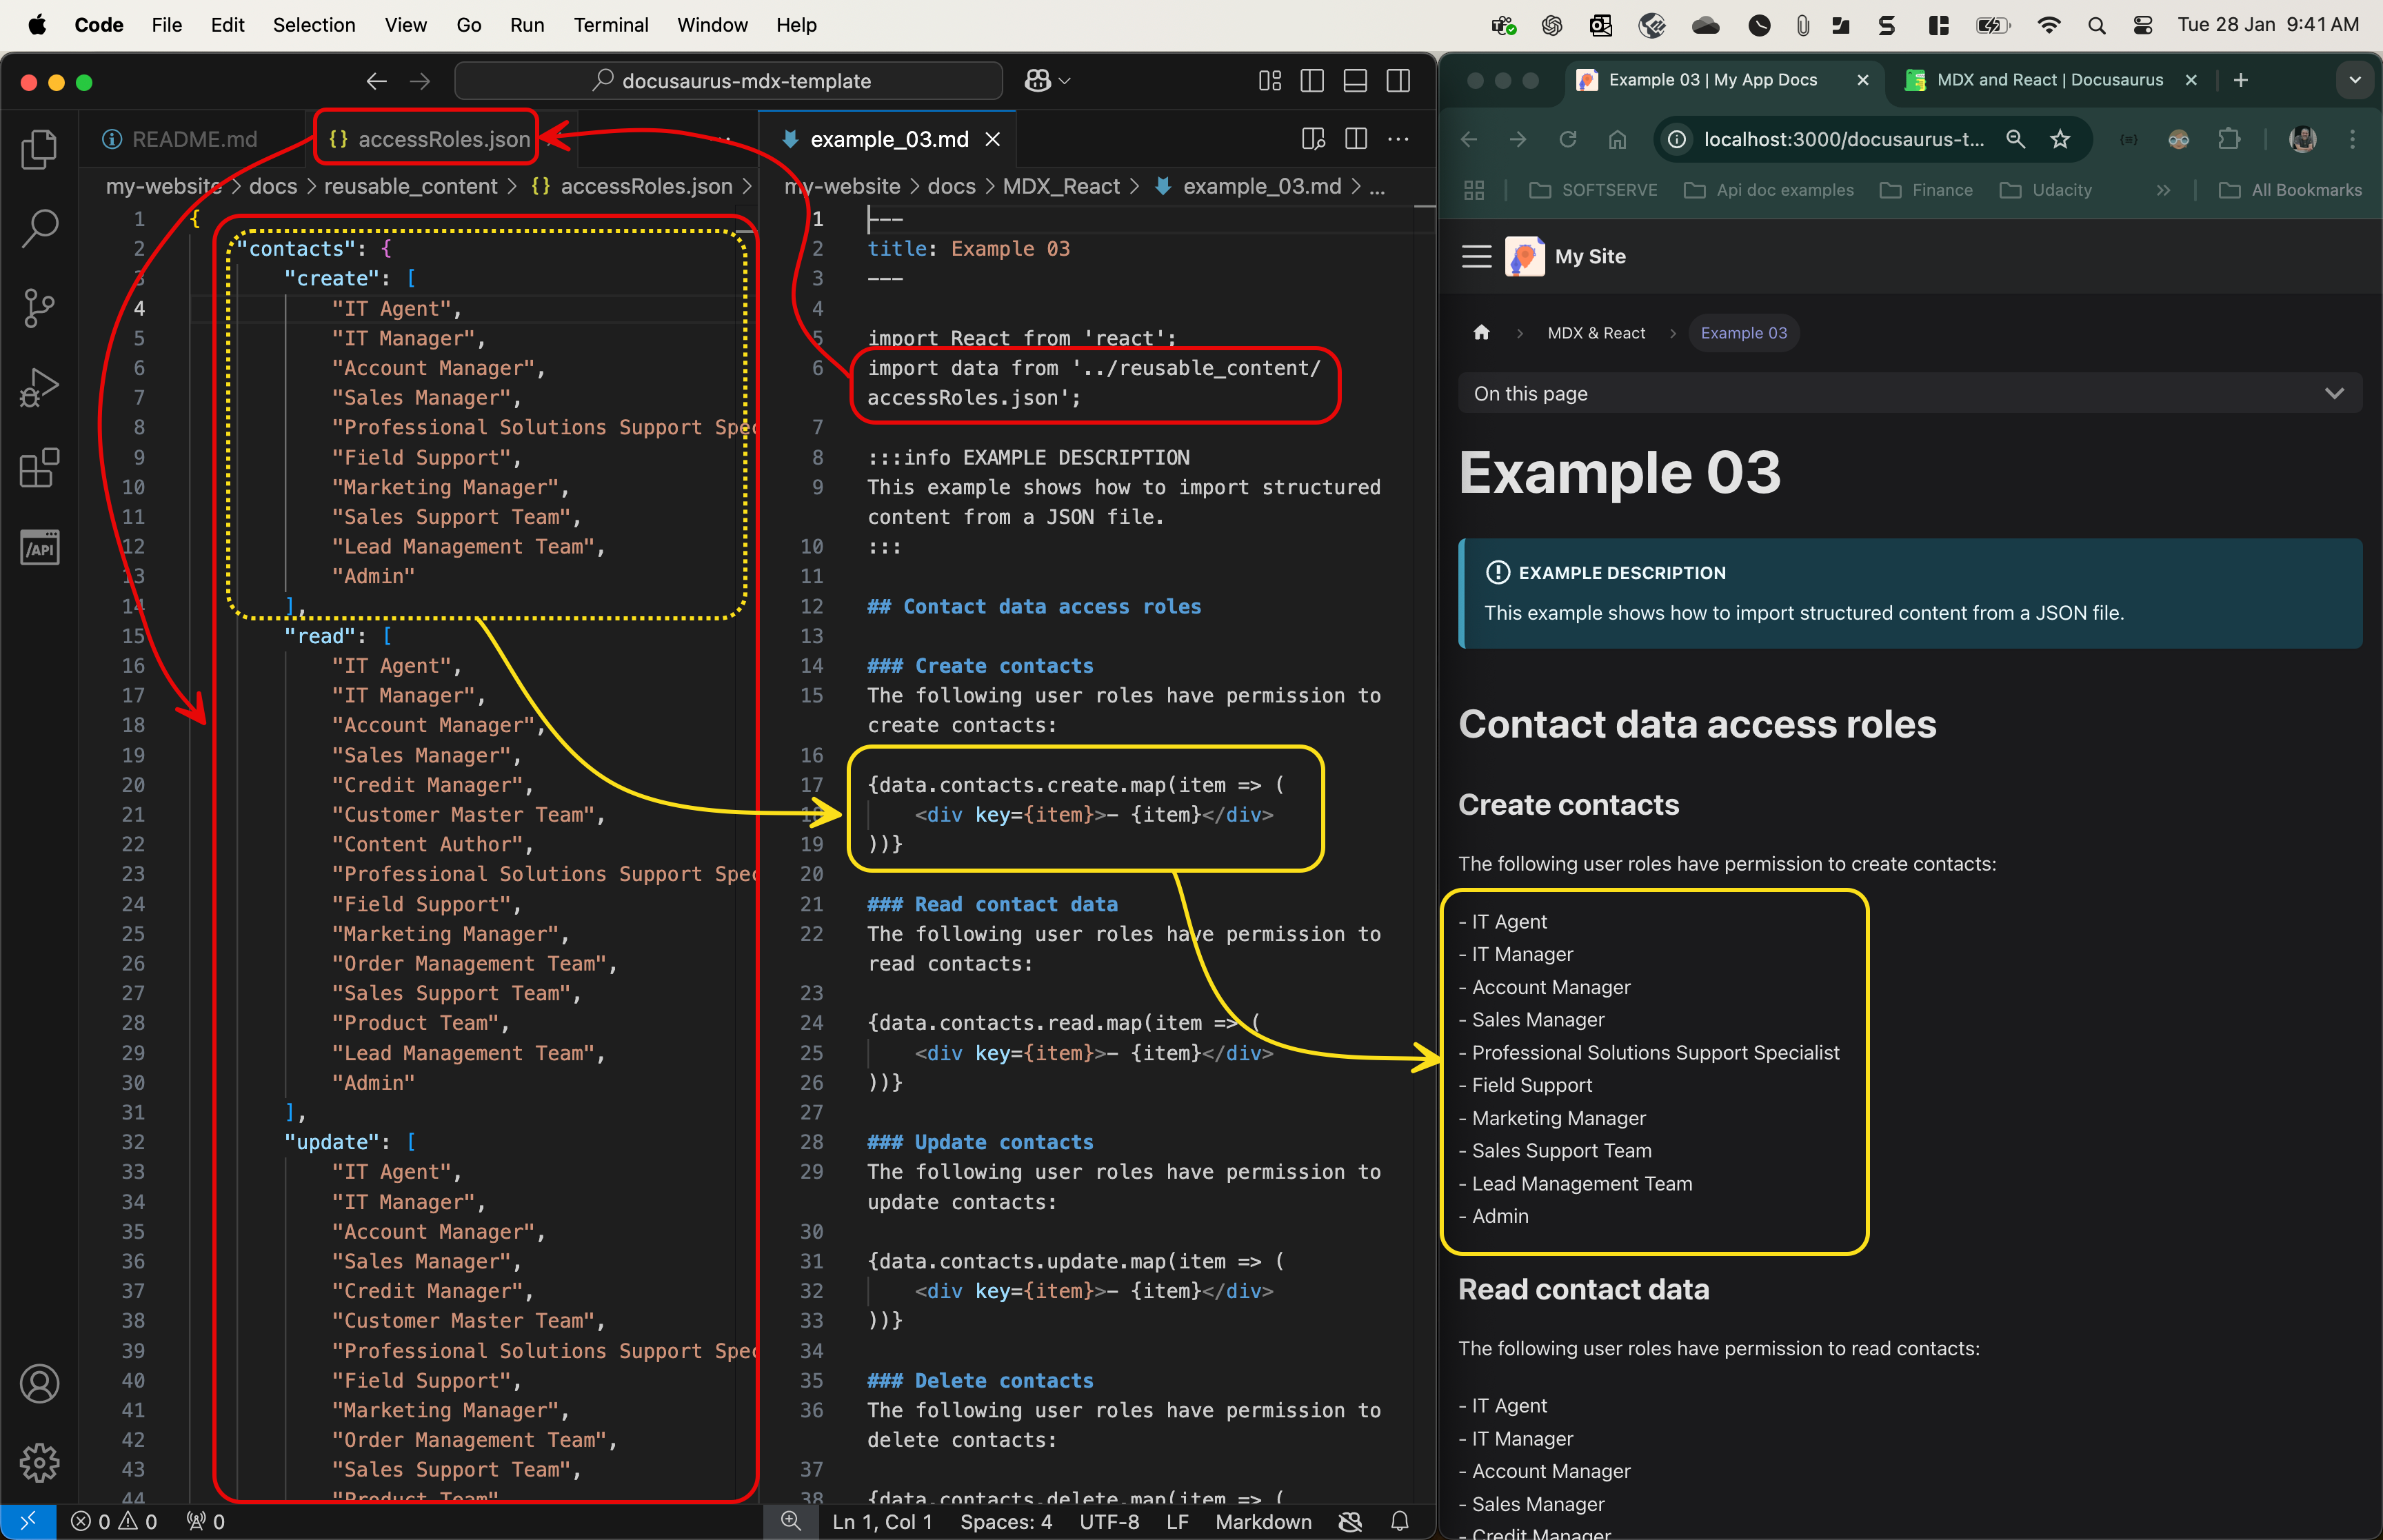 Code File Edit Selection View Go Run Terminal Window Help
Tue 28 Jan 9:41 AM
docusaurus-mdx-template
README.md
{} accessRoles.json
my-website > docs > reusable_content > {} accessRoles.json >
1 {
2 "contacts": {
3 "create": [
4 "IT Agent",
5 "IT Manager",
6 "Account Manager",
7 "Sales Manager",
8 "Professional Solutions Support Spec
9 "Field Support",
10 "Marketing Manager",
11 "Sales Support Team",
12 "Lead Management Team",
13 "Admin"
14 ],
15 "read": [
16 "IT Agent",
17 "IT Manager",
18 "Account Manager",
19 "Sales Manager",
20 "Credit Manager",
21 "Customer Master Team",
22 "Content Author",
23 "Professional Solutions Support Spec
24 "Field Support",
25 "Marketing Manager",
26 "Order Management Team",
27 "Sales Support Team",
28 "Product Team",
29 "Lead Management Team",
30 "Admin"
31 ],
32 "update": [
33 "IT Agent",
34 "IT Manager",
35 "Account Manager",
36 "Sales Manager",
37 "Credit Manager",
38 "Customer Master Team",
39 "Professional Solutions Support Spec
40 "Field Support",
41 "Marketing Manager",
42 "Order Management Team",
43 "Sales Support Team",
44 "Product Team",
example_03.md
my-website > docs > MDX_React > example_03.md > ...
1 ---
2 title: Example 03
3 ---
4
5 import React from 'react';
6 import data from '../reusable_content/
accessRoles.json';
7
8 :::info EXAMPLE DESCRIPTION
9 This example shows how to import structured
content from a JSON file.
10 :::
11
12 ## Contact data access roles
13
14 ### Create contacts
15 The following user roles have permission to
create contacts:
16
17 {data.contacts.create.map(item => (
18 <div key={item}>- {item}</div>
19 ))}
20
21 ### Read contact data
22 The following user roles have permission to
read contacts:
23
24 {data.contacts.read.map(item => (
25 <div key={item}>- {item}</div>
26 ))}
27
28 ### Update contacts
29 The following user roles have permission to
update contacts:
30
31 {data.contacts.update.map(item => (
32 <div key={item}>- {item}</div>
33 ))}
34
35 ### Delete contacts
36 The following user roles have permission to
delete contacts:
37
38 {data.contacts.delete.map(item => (
/API
0 0 0
Ln 1, Col 1 Spaces: 4 UTF-8 LF Markdown
Example 03 | My App Docs
MDX and React | Docusaurus
localhost:3000/docusaurus-t...
SOFTSERVE Api doc examples Finance Udacity » All Bookmarks
My Site
MDX & React > Example 03
On this page
Example 03
EXAMPLE DESCRIPTION
This example shows how to import structured content from a JSON file.
Contact data access roles
Create contacts
The following user roles have permission to create contacts:
- IT Agent
- IT Manager
- Account Manager
- Sales Manager
- Professional Solutions Support Specialist
- Field Support
- Marketing Manager
- Sales Support Team
- Lead Management Team
- Admin
Read contact data
The following user roles have permission to read contacts:
- IT Agent
- IT Manager
- Account Manager
- Sales Manager
- Credit Manager